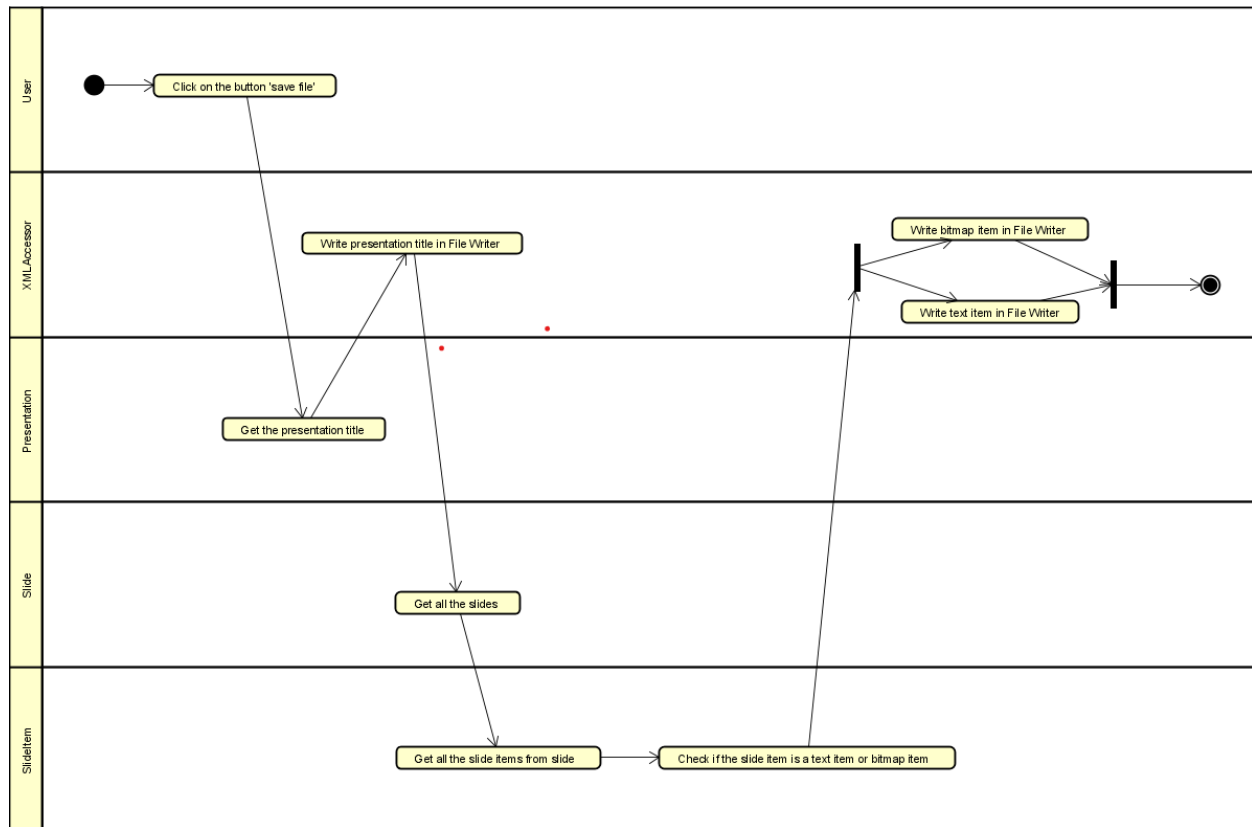 User
Click on the button 'save file'
XMLAccessor
Write presentation title in File Writer
Write bitmap item in File Writer
Write text item in File Writer
Presentation
Get the presentation title
Slide
Get all the slides
SlideItem
Get all the slide items from slide
Check if the slide item is a text item or bitmap item